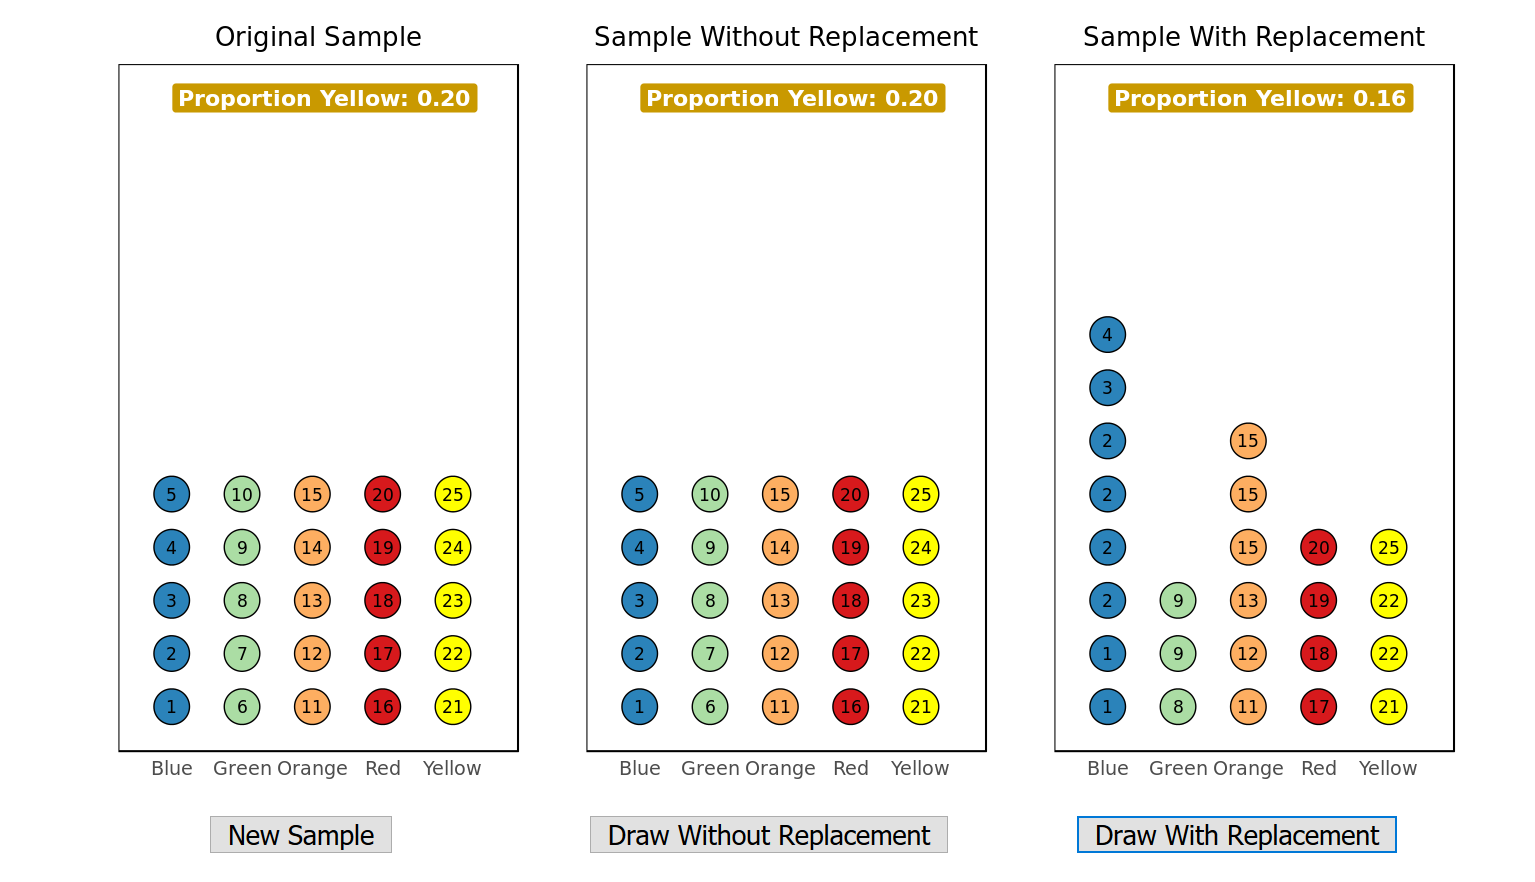 Original Sample
Sample Without Replacement
Sample With Replacement
Proportion Yellow: 0.20
Proportion Yellow: 0.20
Proportion Yellow: 0.16
4
3
2 15
5 10 15 20 25 5 10 15 20 25 2 15
4 9 14 19 24 4 9 14 19 24 2 15 20 25
3 8 13 18 23 3 8 13 18 23 2 9 13 19 22
2 7 12 17 22 2 7 12 17 22 1 9 12 18 22
1 6 11 16 21 1 6 11 16 21 1 8 11 17 21
Blue Green Orange Red Yellow
Blue Green Orange Red Yellow
Blue Green Orange Red Yellow
New Sample
Draw Without Replacement
Draw With Replacement